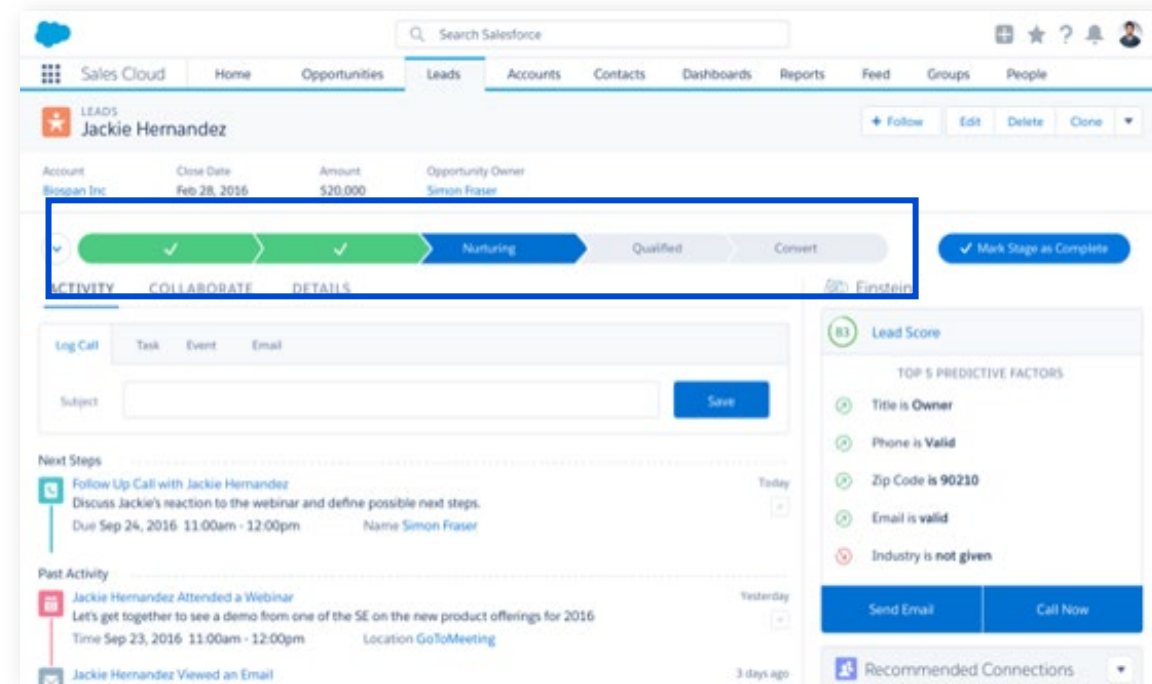 Search Salesforce
Sales Cloud Home Opportunities Leads Accounts Contacts Dashboards Reports Feed Groups People
LEADS
Jackie Hernandez
+ Follow Edit Delete Clone
Account Close Date Amount Opportunity Owner
Biospan Inc Feb 28, 2016 $20,000 Simon Fraser
Nurturing Qualified Convert Mark Stage as Complete
ACTIVITY COLLABORATE DETAILS
Log Call Task Event Email
Subject Save
Next Steps
Follow Up Call with Jackie Hernandez Today
Discuss Jackie's reaction to the webinar and define possible next steps.
Due Sep 24, 2016 11:00am - 12:00pm Name Simon Fraser
Past Activity
Jackie Hernandez Attended a Webinar Yesterday
Let's get together to see a demo from one of the SE on the new product offerings for 2016
Time Sep 23, 2016 11:00am - 12:00pm Location GoToMeeting
Jackie Hernandez Viewed an Email 3 days ago
Einstein
83 Lead Score
TOP 5 PREDICTIVE FACTORS
Title is Owner
Phone is Valid
Zip Code is 90210
Email is valid
Industry is not given
Send Email Call Now
Recommended Connections